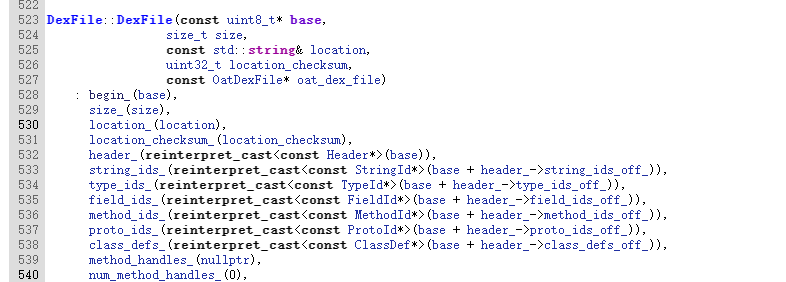 522
523 DexFile::DexFile(const uint8_t* base,
524                  size_t size,
525                  const std::string& location,
526                  uint32_t location_checksum,
527                  const OatDexFile* oat_dex_file)
528     : begin_(base),
529       size_(size),
530       location_(location),
531       location_checksum_(location_checksum),
532       header_(reinterpret_cast<const Header*>(base)),
533       string_ids_(reinterpret_cast<const StringId*>(base + header_->string_ids_off_)),
534       type_ids_(reinterpret_cast<const TypeId*>(base + header_->type_ids_off_)),
535       field_ids_(reinterpret_cast<const FieldId*>(base + header_->field_ids_off_)),
536       method_ids_(reinterpret_cast<const MethodId*>(base + header_->method_ids_off_)),
537       proto_ids_(reinterpret_cast<const ProtoId*>(base + header_->proto_ids_off_)),
538       class_defs_(reinterpret_cast<const ClassDef*>(base + header_->class_defs_off_)),
539       method_handles_(nullptr),
540       num_method_handles_(0),